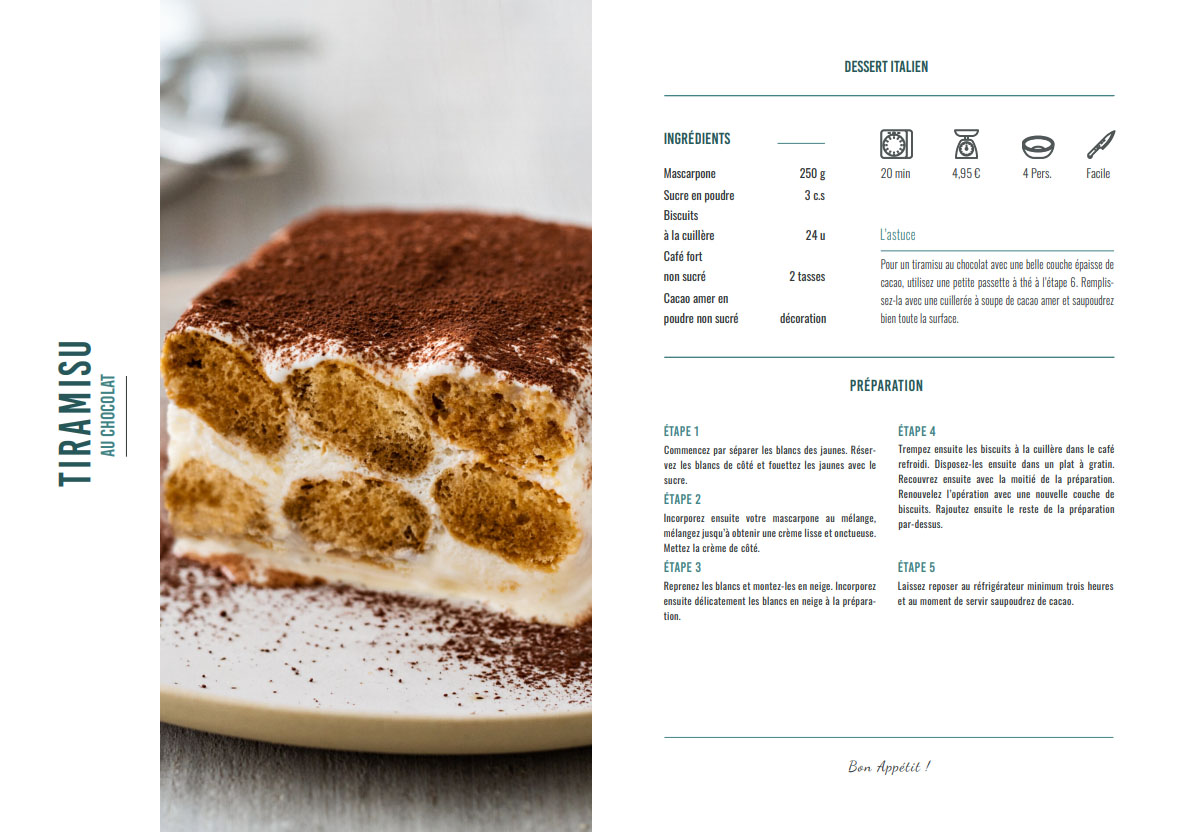 TIRAMISU
AU CHOCOLAT
DESSERT ITALIEN
INGRÉDIENTS
Mascarpone 250 g
Sucre en poudre 3 c.s
Biscuits
à la cuillère 24 u
Café fort
non sucré 2 tasses
Cacao amer en
poudre non sucré décoration
20 min 4,95 € 4 Pers. Facile
L'astuce
Pour un tiramisu au chocolat avec une belle couche épaisse de
cacao, utilisez une petite passette à thé à l'étape 6. Remplis-
sez-la avec une cuillerée à soupe de cacao amer et saupoudrez
bien toute la surface.
PRÉPARATION
ÉTAPE 1
Commencez par séparer les blancs des jaunes. Réser-
vez les blancs de côté et fouettez les jaunes avec le
sucre.
ÉTAPE 2
Incorporez ensuite votre mascarpone au mélange,
mélangez jusqu'à obtenir une crème lisse et onctueuse.
Mettez la crème de côté.
ÉTAPE 3
Reprenez les blancs et montez-les en neige. Incorporez
ensuite délicatement les blancs en neige à la prépara-
tion.
ÉTAPE 4
Trempez ensuite les biscuits à la cuillère dans le café
refroidi. Disposez-les ensuite dans un plat à gratin.
Recouvrez ensuite avec la moitié de la préparation.
Renouvelez l'opération avec une nouvelle couche de
biscuits. Rajoutez ensuite le reste de la préparation
par-dessus.
ÉTAPE 5
Laissez reposer au réfrigérateur minimum trois heures
et au moment de servir saupoudrez de cacao.
Bon Appétit !